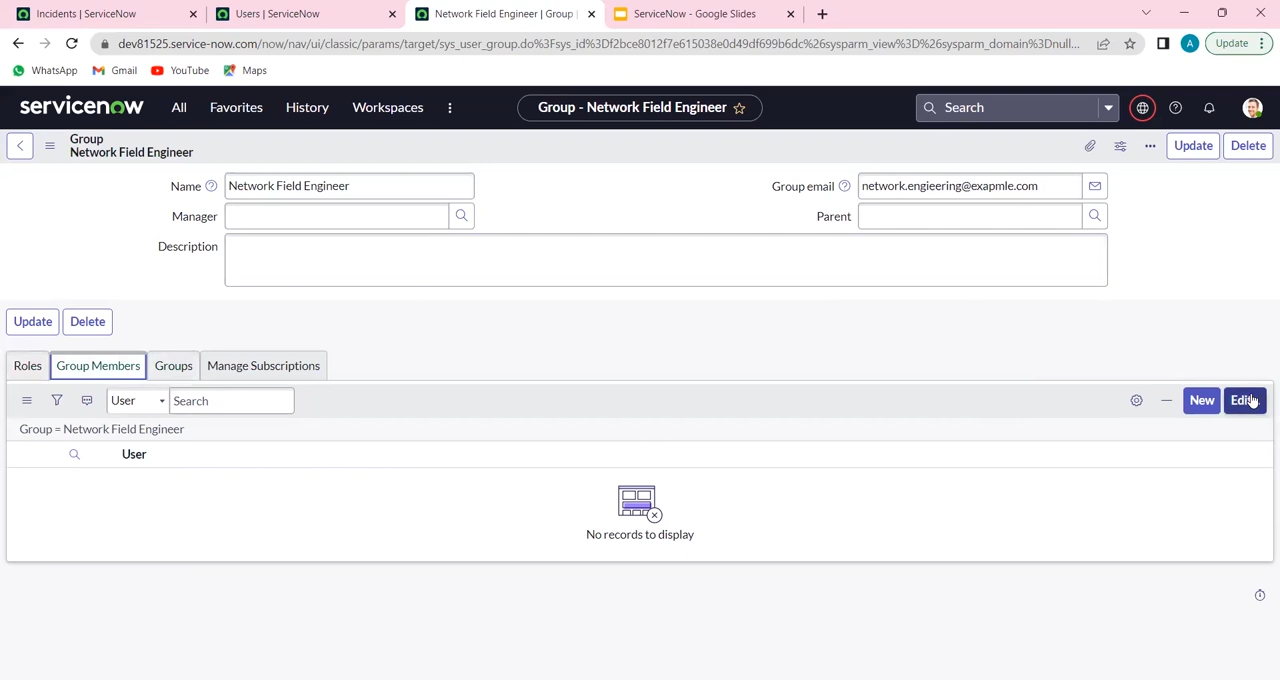 Incidents | ServiceNow
Users | ServiceNow
Network Field Engineer | Group |
ServiceNow - Google Slides
dev81525.service-now.com/now/nav/ui/classic/params/target/sys_user_group.do%3Fsys_id%3Df2bce8012f7e615038e0d49df699b6dc%26sysparm_view%3D%26sysparm_domain%3Dnull...
A
Update
WhatsApp
Gmail
YouTube
Maps
servicenow
All
Favorites
History
Workspaces
Group - Network Field Engineer
Search
Group
Network Field Engineer
Update
Delete
Name
Network Field Engineer
Group email
network.engieering@exapmle.com
Manager
Parent
Description
Update
Delete
Roles
Group Members
Groups
Manage Subscriptions
User
Search
New
Edit...
Group = Network Field Engineer
User
No records to display